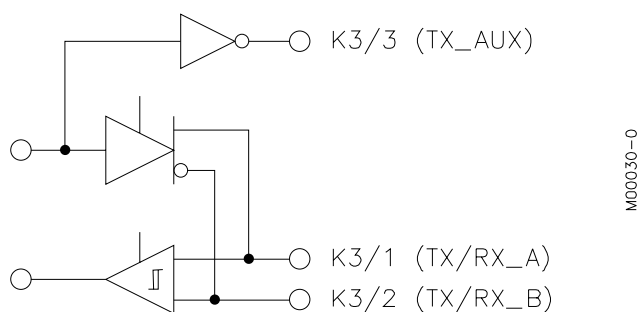 K3/3 (TX_AUX)
K3/1 (TX/RX_A)
K3/2 (TX/RX_B)
M00030-0